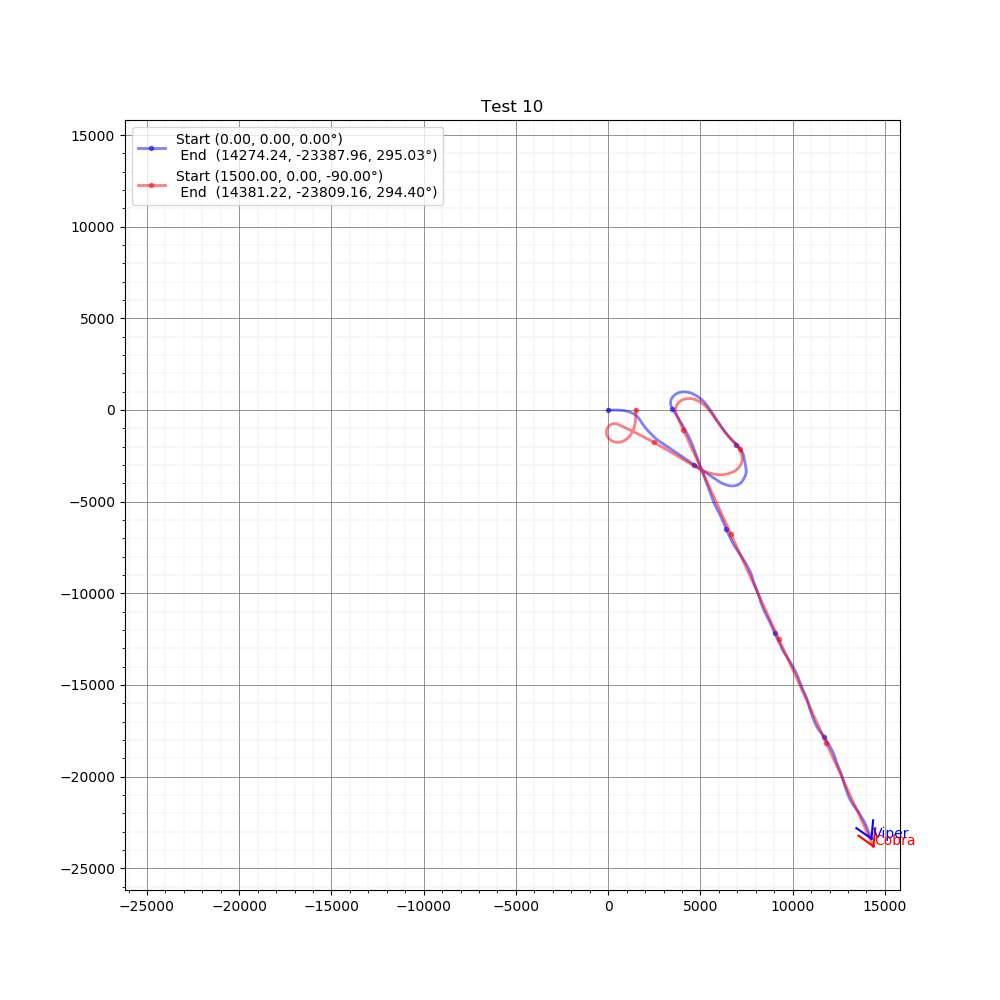 Test 10
Start (0.00, 0.00, 0.00°)
End (14274.24, -23387.96, 295.03°)
Start (1500.00, 0.00, -90.00°)
End (14381.22, -23809.16, 294.40°)
15000
10000
5000
0
−5000
−10000
−15000
−20000
−25000
Viper
Cobra
−25000 −20000 −15000 −10000 −5000 0 5000 10000 15000